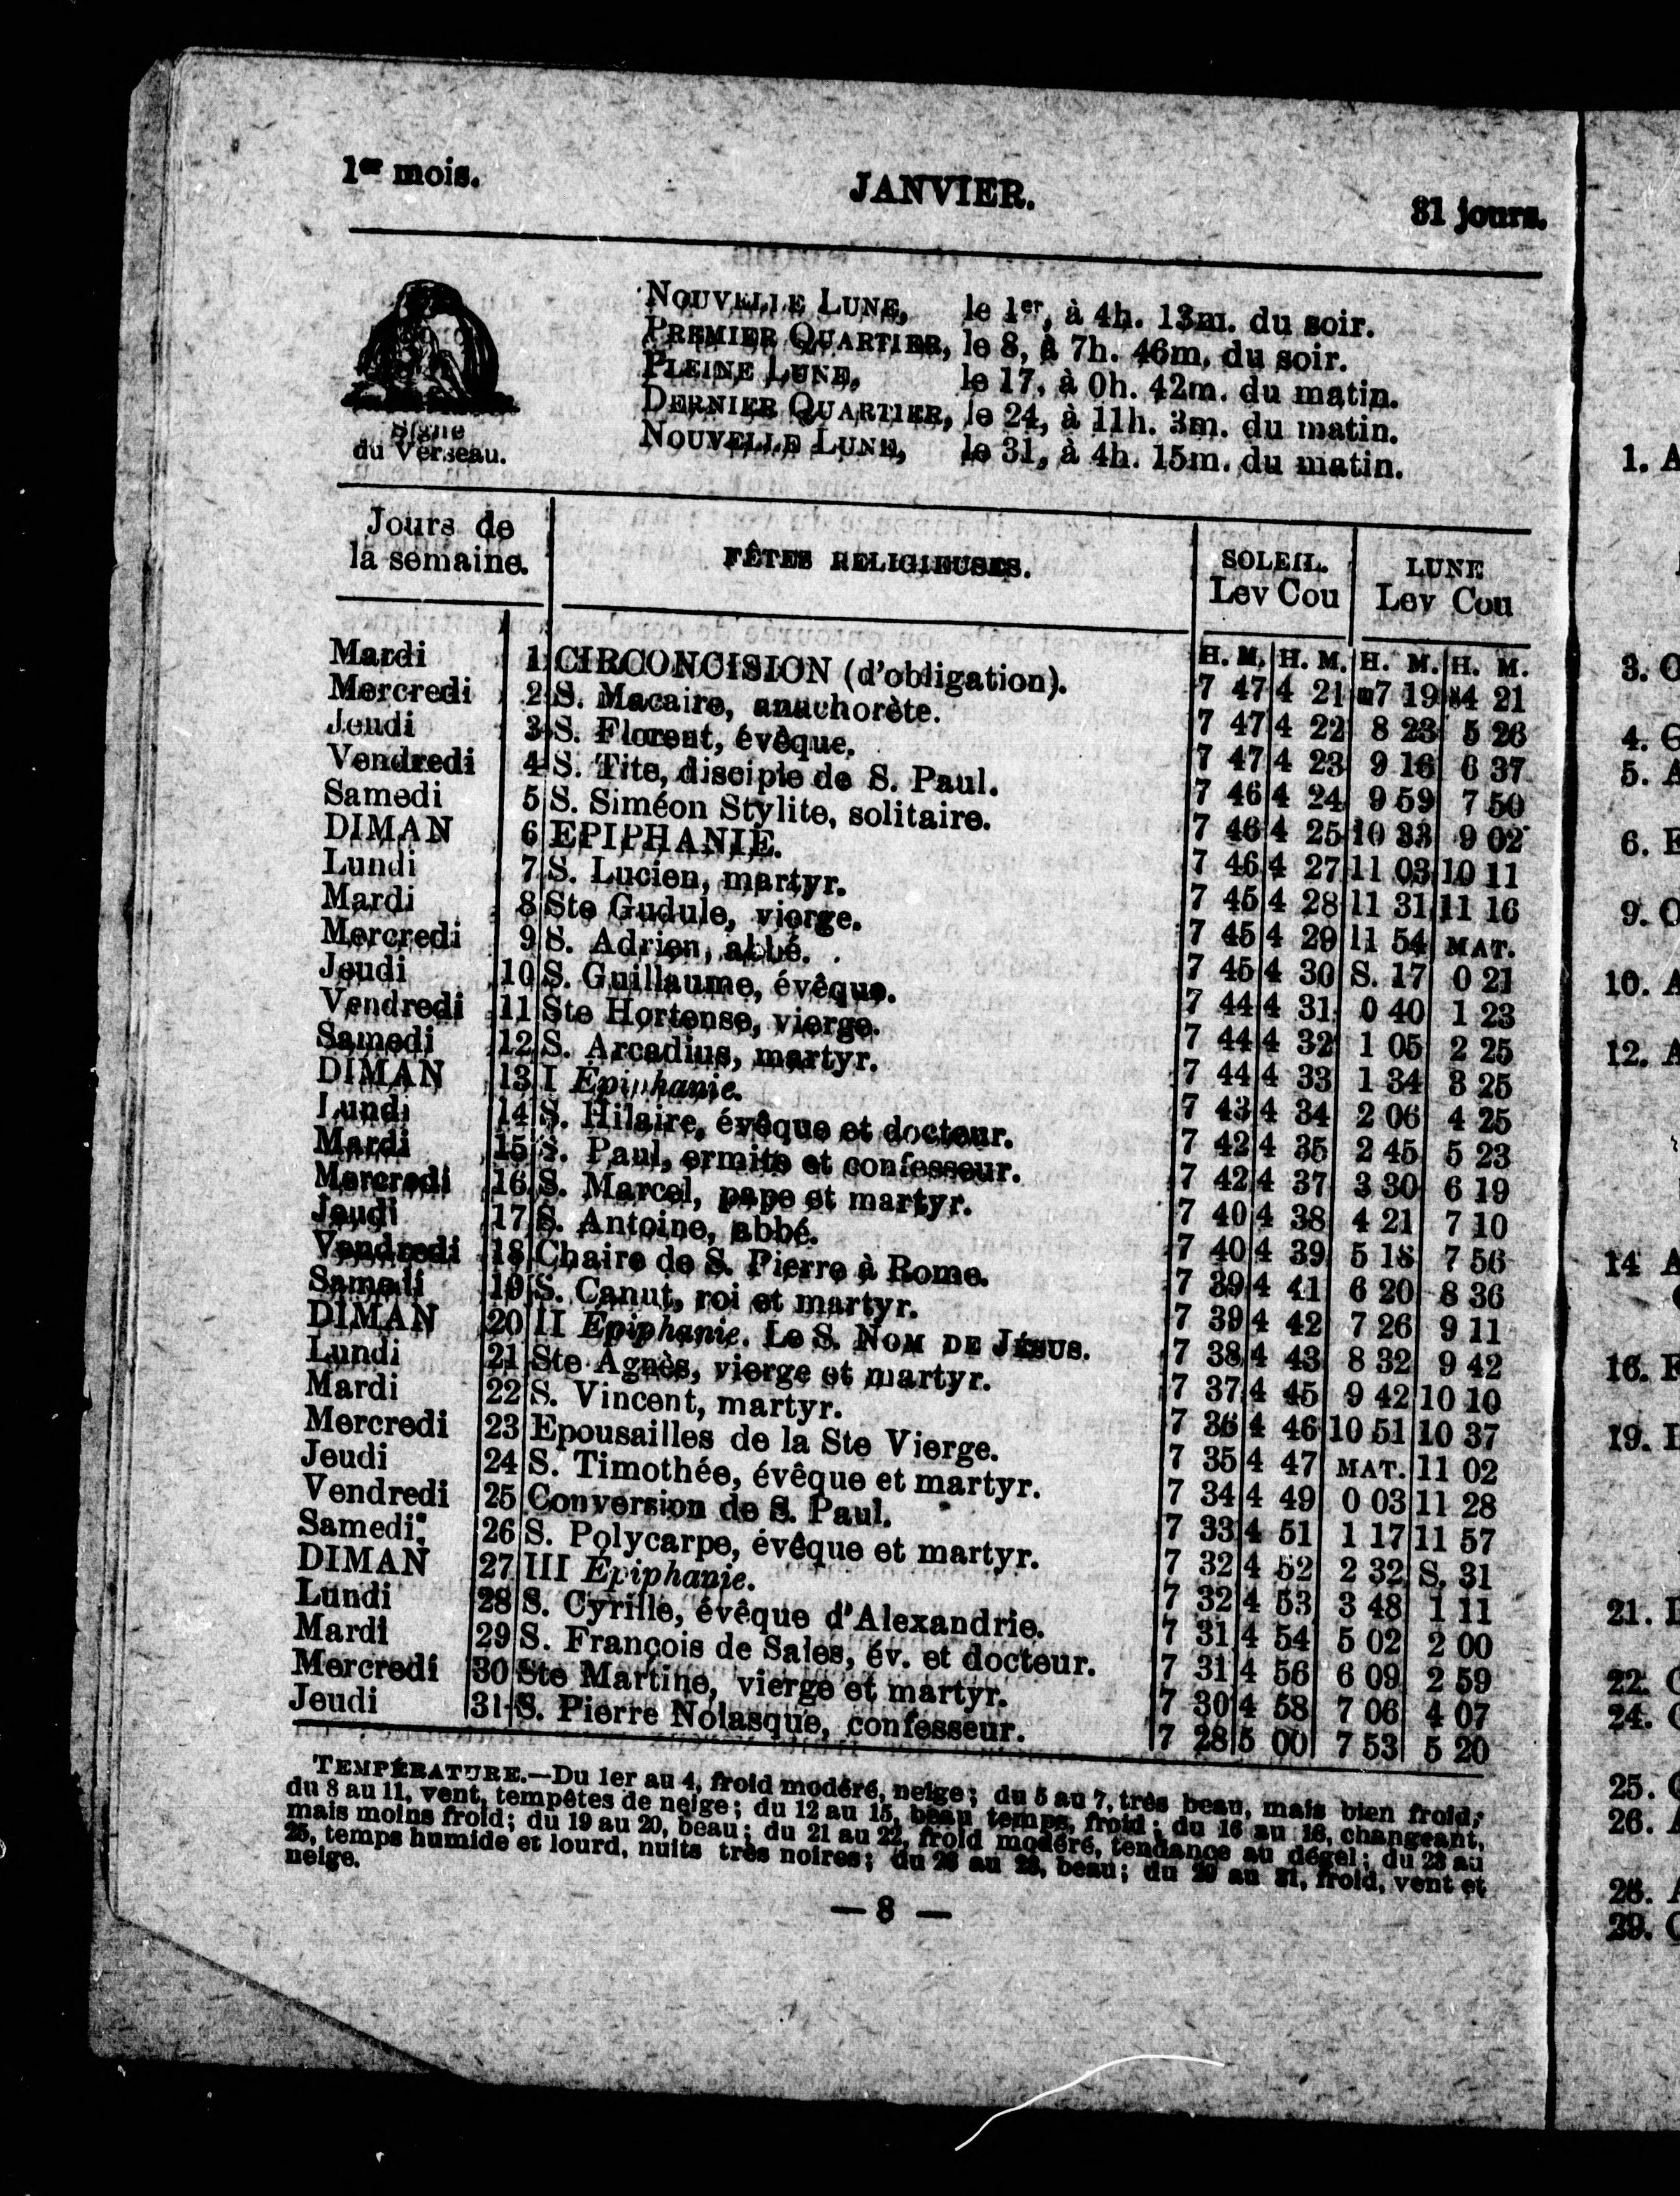 1er mois.
JANVIER.
31 jours.
NOUVELLE LUNE, le 1er, à 4h. 13m. du soir.
PREMIER QUARTIER, le 8, à 7h. 46m. du soir.
PLEINE LUNE, le 17, à 0h. 42m. du matin.
DERNIER QUARTIER, le 24, à 11h. 3m. du matin.
NOUVELLE LUNE, le 31, à 4h. 15m. du matin.
Signe
du Verseau.
Jours de
la semaine.
FÊTES RELIGIEUSES.
SOLEIL. LUNE
Lev Cou Lev Cou
H. M. H. M. H. M. H. M.
Mardi 1 CIRCONCISION (d'obligation). 7 47 4 21 m7 19 s4 21
Mercredi 2 S. Macaire, anachorète. 7 47 4 22 8 23 5 26
Jeudi 3 S. Florent, évêque. 7 47 4 23 9 16 6 37
Vendredi 4 S. Tite, disciple de S. Paul. 7 46 4 24 9 59 7 50
Samedi 5 S. Siméon Stylite, solitaire. 7 46 4 25 10 33 9 02
DIMAN 6 EPIPHANIE. 7 46 4 27 11 03 10 11
Lundi 7 S. Lucien, martyr. 7 45 4 28 11 31 11 16
Mardi 8 Ste Gudule, vierge. 7 45 4 29 11 54 MAT.
Mercredi 9 S. Adrien, abbé. 7 45 4 30 S. 17 0 21
Jeudi 10 S. Guillaume, évêque. 7 44 4 31 0 40 1 23
Vendredi 11 Ste Hortense, vierge. 7 44 4 32 1 05 2 25
Samedi 12 S. Arcadius, martyr. 7 44 4 33 1 34 3 25
DIMAN 13 I Épiphanie. 7 43 4 34 2 06 4 25
Lundi 14 S. Hilaire, évêque et docteur. 7 42 4 35 2 45 5 23
Mardi 15 S. Paul, ermite et confesseur. 7 42 4 37 3 30 6 19
Mercredi 16 S. Marcel, pape et martyr. 7 40 4 38 4 21 7 10
Jeudi 17 S. Antoine, abbé. 7 40 4 39 5 18 7 56
Vendredi 18 Chaire de S. Pierre à Rome. 7 39 4 41 6 20 8 36
Samedi 19 S. Canut, roi et martyr. 7 39 4 42 7 26 9 11
DIMAN 20 II Épiphanie. LE S. NOM DE JÉSUS. 7 38 4 43 8 32 9 42
Lundi 21 Ste Agnès, vierge et martyr. 7 37 4 45 9 42 10 10
Mardi 22 S. Vincent, martyr. 7 36 4 46 10 51 10 37
Mercredi 23 Epousailles de la Ste Vierge. 7 35 4 47 MAT. 11 02
Jeudi 24 S. Timothée, évêque et martyr. 7 34 4 49 0 03 11 28
Vendredi 25 Conversion de S. Paul. 7 33 4 51 1 17 11 57
Samedi 26 S. Polycarpe, évêque et martyr. 7 32 4 52 2 32 S. 31
DIMAN 27 III Épiphanie. 7 32 4 53 3 48 1 11
Lundi 28 S. Cyrille, évêque d'Alexandrie. 7 31 4 54 5 02 2 00
Mardi 29 S. François de Sales, év. et docteur. 7 31 4 56 6 09 2 59
Mercredi 30 Ste Martine, vierge et martyr. 7 30 4 58 7 06 4 07
Jeudi 31 S. Pierre Nolasque, confesseur. 7 28 5 00 7 53 5 20
TEMPÉRATURE.—Du 1er au 4, froid modéré, neige; du 5 au 7, très beau, mais bien froid;
du 8 au 11, vent, tempêtes de neige; du 12 au 15, beau temps, froid; du 16 au 18, changeant,
mais moins froid; du 19 au 20, beau; du 21 au 22, froid modéré, tendance au dégel; du 23 au
25, temps humide et lourd, nuits très noires; du 26 au 28, beau; du 29 au 31, froid, vent et
neige.
— 8 —
1. A
3. C
4. G
5. A
6. E
9. C
10. A
12. A
14 A
16. F
19. I
21. I
22. C
24. C
25. C
26. A
28. A
29. C